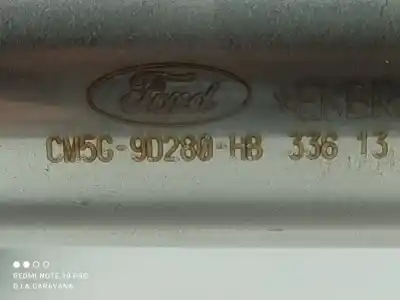 Ford
CM5G-9D280-HB 336 13
REDMI NOTE 10 PRO
D.I.A.CARAVANA